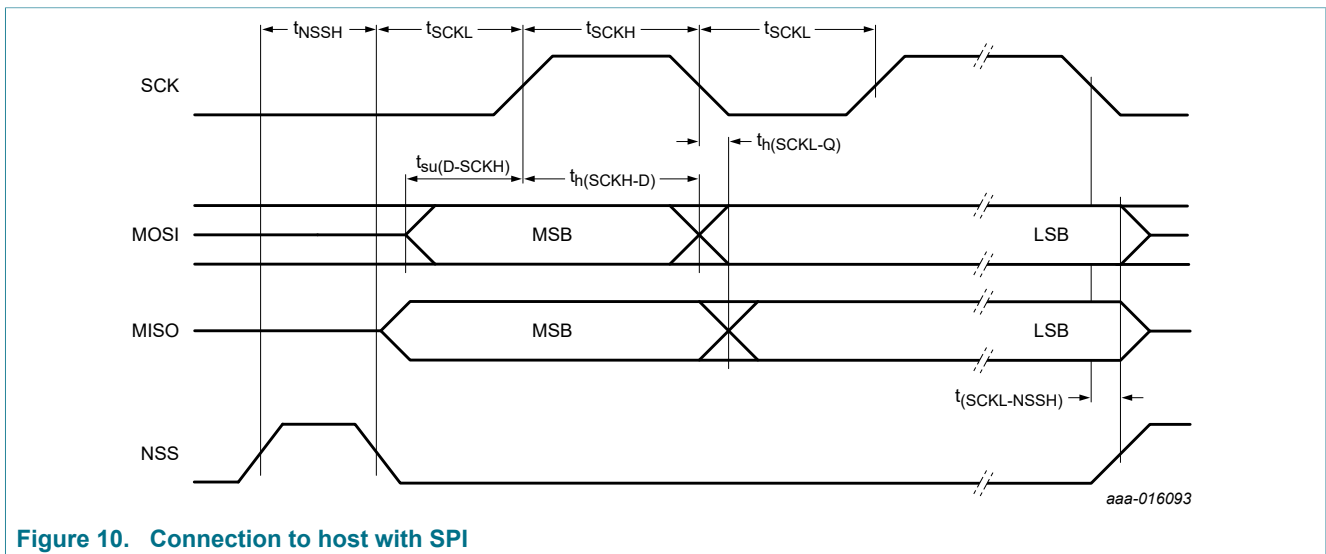 tNSSH tSCKL tSCKH tSCKL
SCK
th(SCKL-Q)
tsu(D-SCKH) th(SCKH-D)
MOSI MSB LSB
MISO MSB LSB
t(SCKL-NSSH)
NSS
aaa-016093
Figure 10. Connection to host with SPI